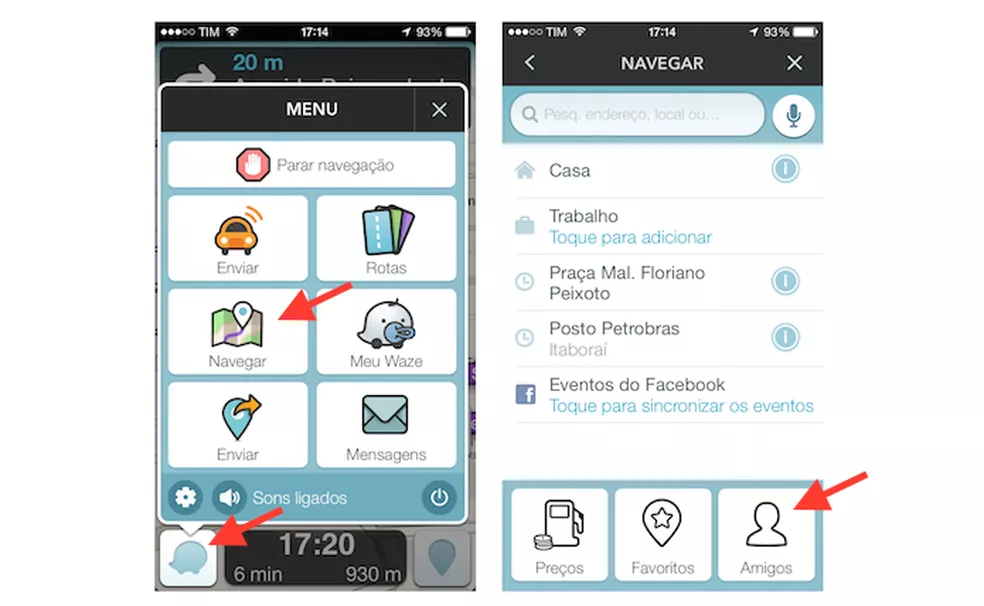 TIM
17:14
93%
20 m
MENU
Parar navegação
Enviar
Rotas
Navegar
Meu Waze
Enviar
Mensagens
Sons ligados
17:20
6 min
930 m
TIM
17:14
93%
NAVEGAR
Pesq. endereço, local ou...
Casa
Trabalho
Toque para adicionar
Praça Mal. Floriano
Peixoto
Posto Petrobras
Itaboraí
Eventos do Facebook
Toque para sincronizar os eventos
Preços
Favoritos
Amigos